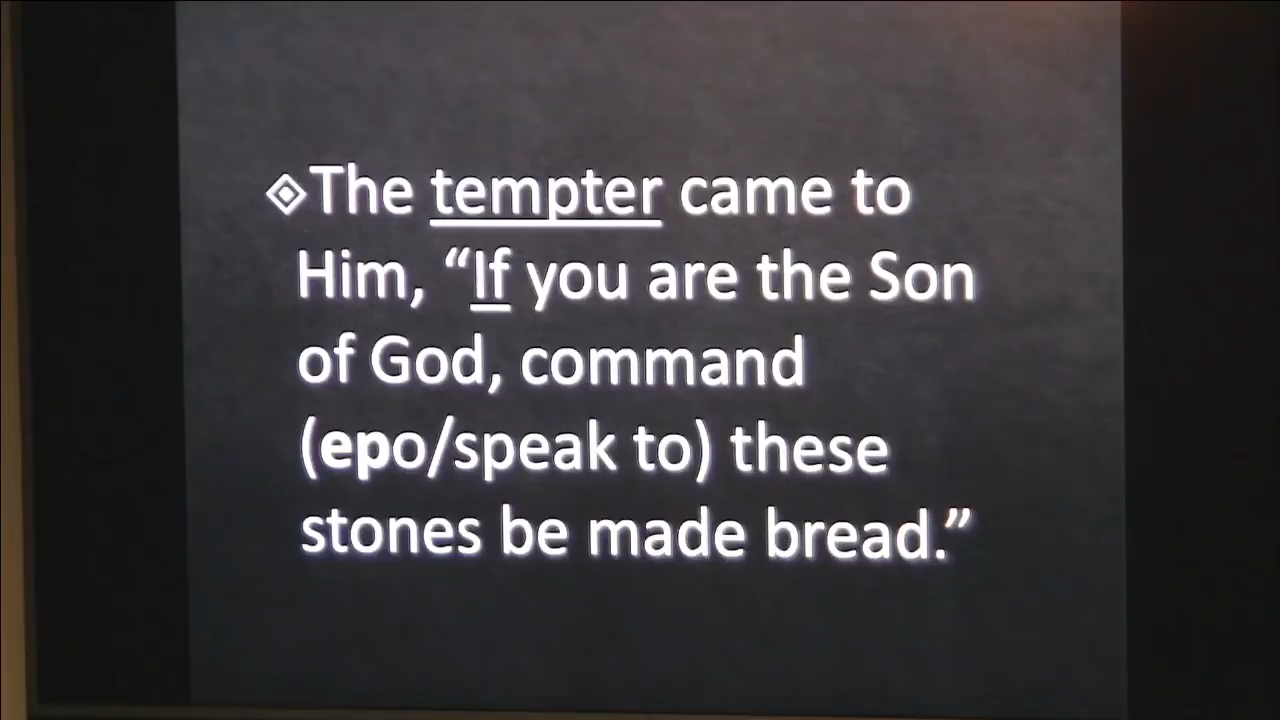 The tempter came to
Him, “If you are the Son
of God, command
(epo/speak to) these
stones be made bread.”